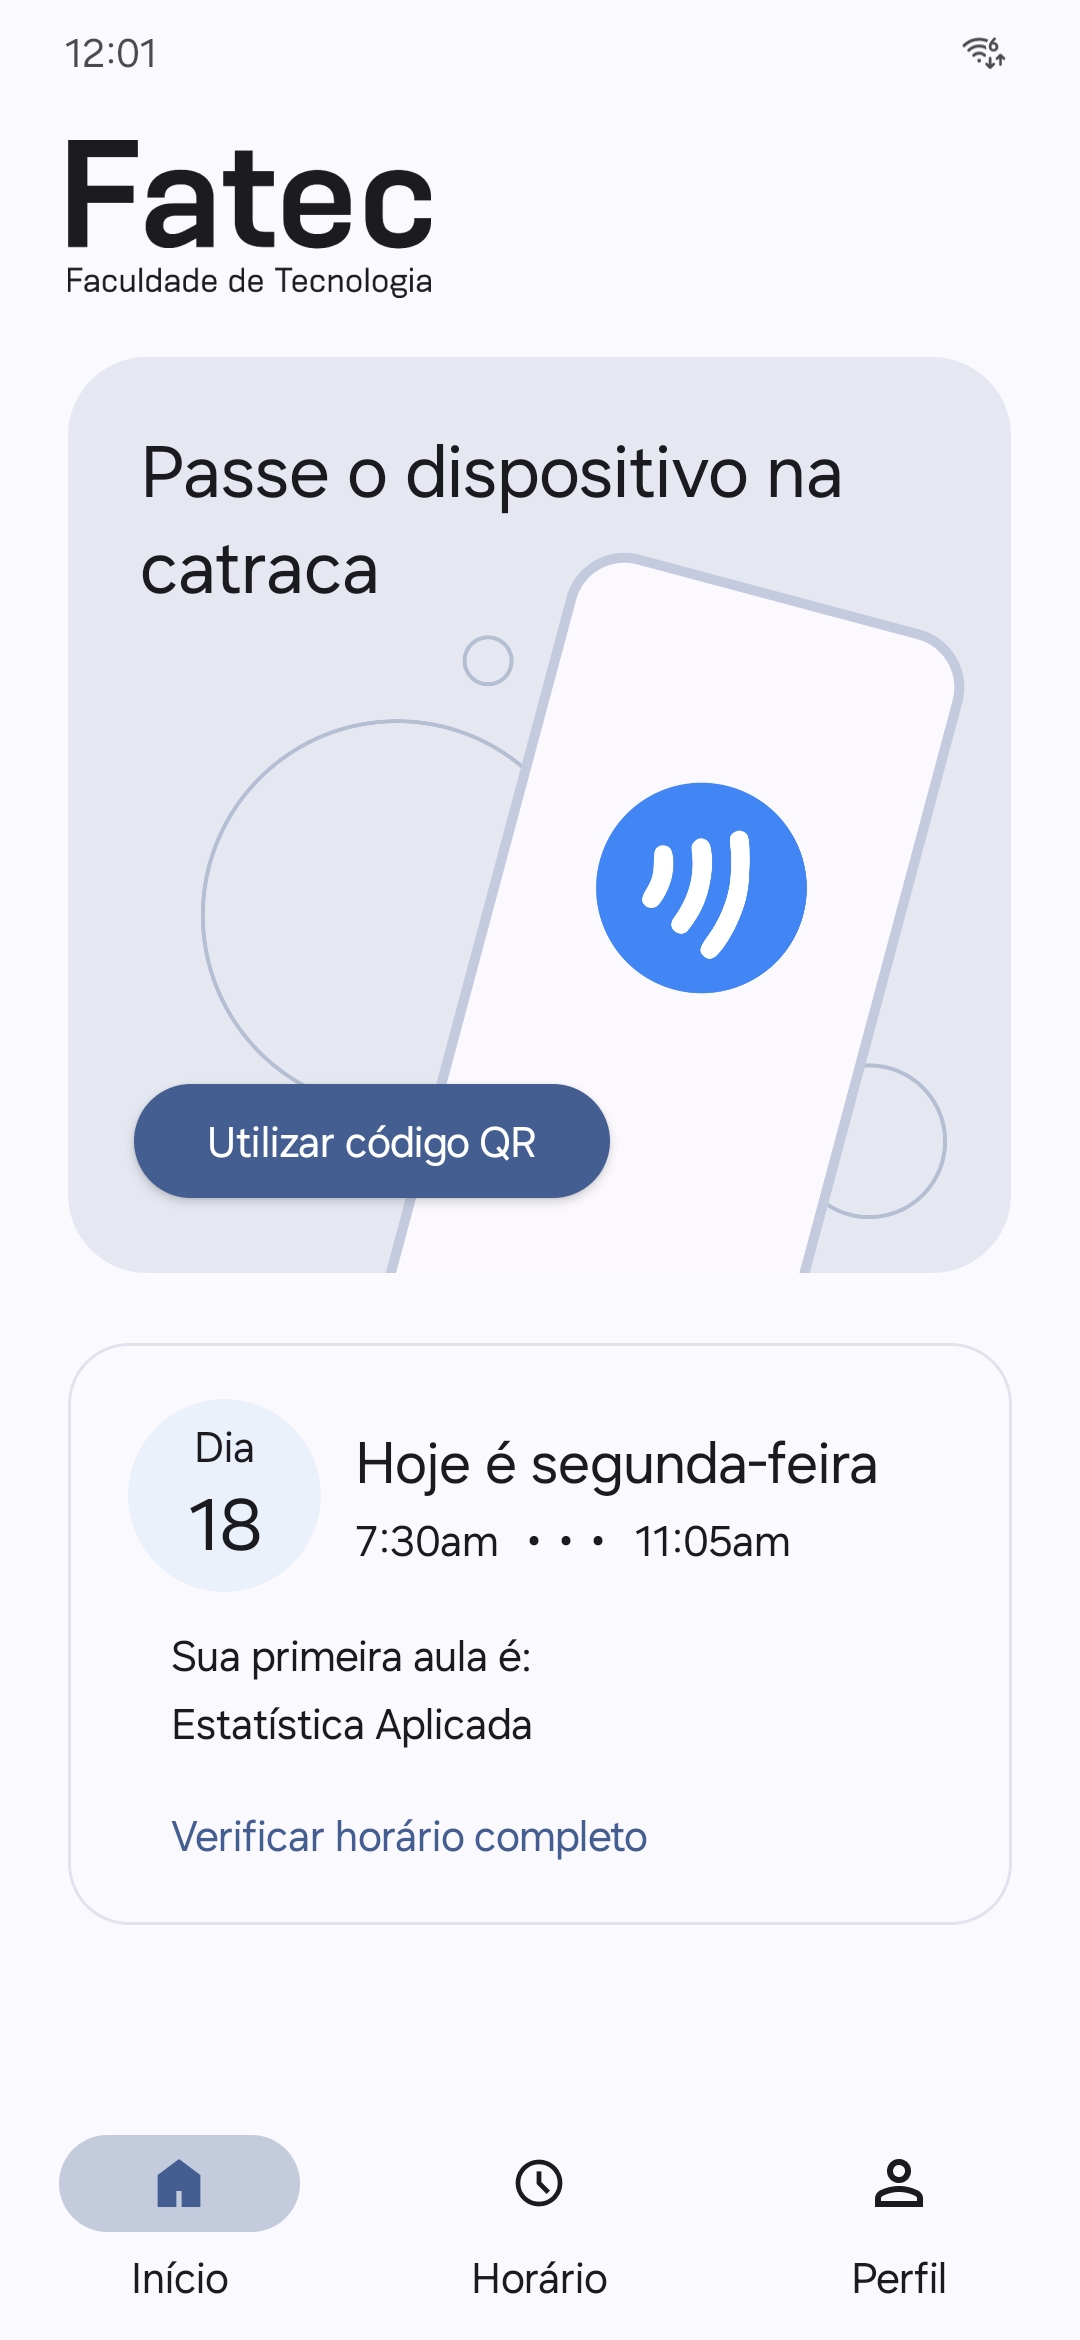 12:01
6
Fatec
Faculdade de Tecnologia
Passe o dispositivo na
catraca
Utilizar código QR
Dia
18
Hoje é segunda-feira
7:30am • • • 11:05am
Sua primeira aula é:
Estatística Aplicada
Verificar horário completo
Início
Horário
Perfil